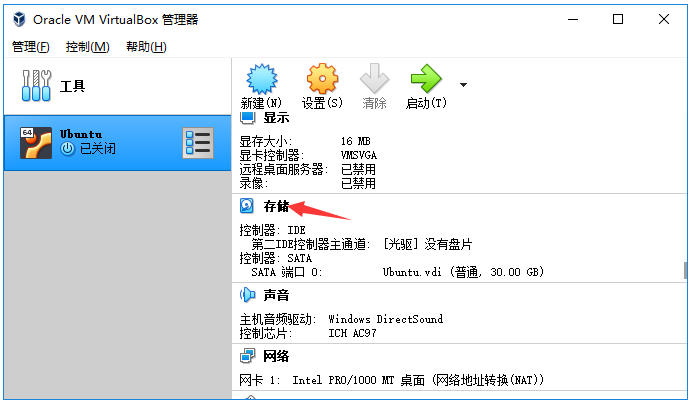 Oracle VM VirtualBox 管理器
管理(F) 控制(M) 帮助(H)
工具
新建(N) 设置(S) 清除 启动(T)
64
Ubuntu
已关闭
显示
显存大小: 16 MB
显卡控制器: VMSVGA
远程桌面服务器: 已禁用
录像: 已禁用
存储
控制器: IDE
第二IDE控制器主通道: [光驱] 没有盘片
控制器: SATA
SATA 端口 0: Ubuntu.vdi (普通, 30.00 GB)
声音
主机音频驱动: Windows DirectSound
控制芯片: ICH AC97
网络
网卡 1: Intel PRO/1000 MT 桌面 (网络地址转换(NAT))